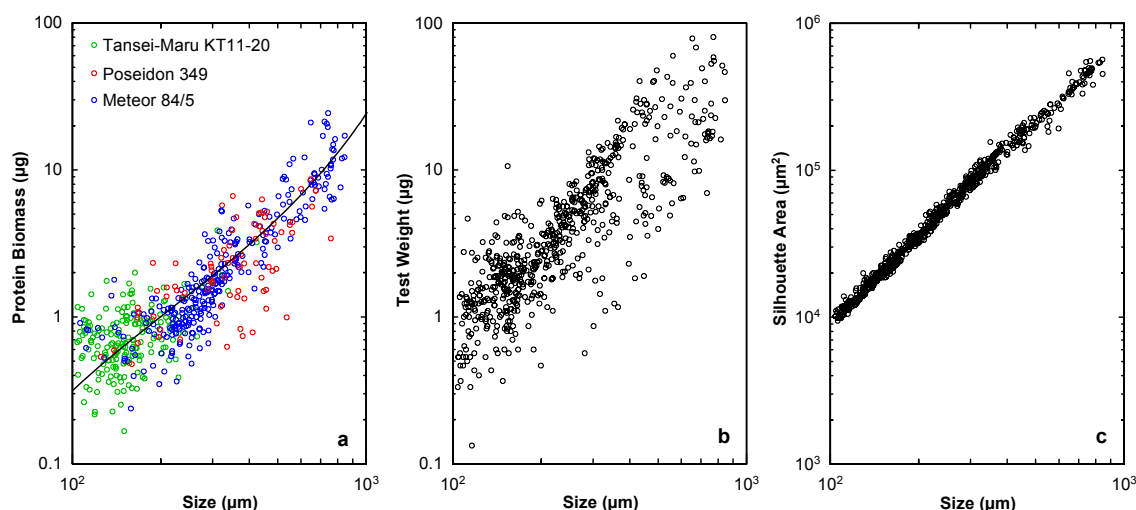 100
10
1
0.1
Protein Biomass (µg)
Tansei-Maru KT11-20
Poseidon 349
Meteor 84/5
a
10²
10³
Size (µm)
100
10
1
0.1
Test Weight (µg)
b
10²
10³
Size (µm)
10⁶
10⁵
10⁴
10³
Silhouette Area (µm²)
c
10²
10³
Size (µm)